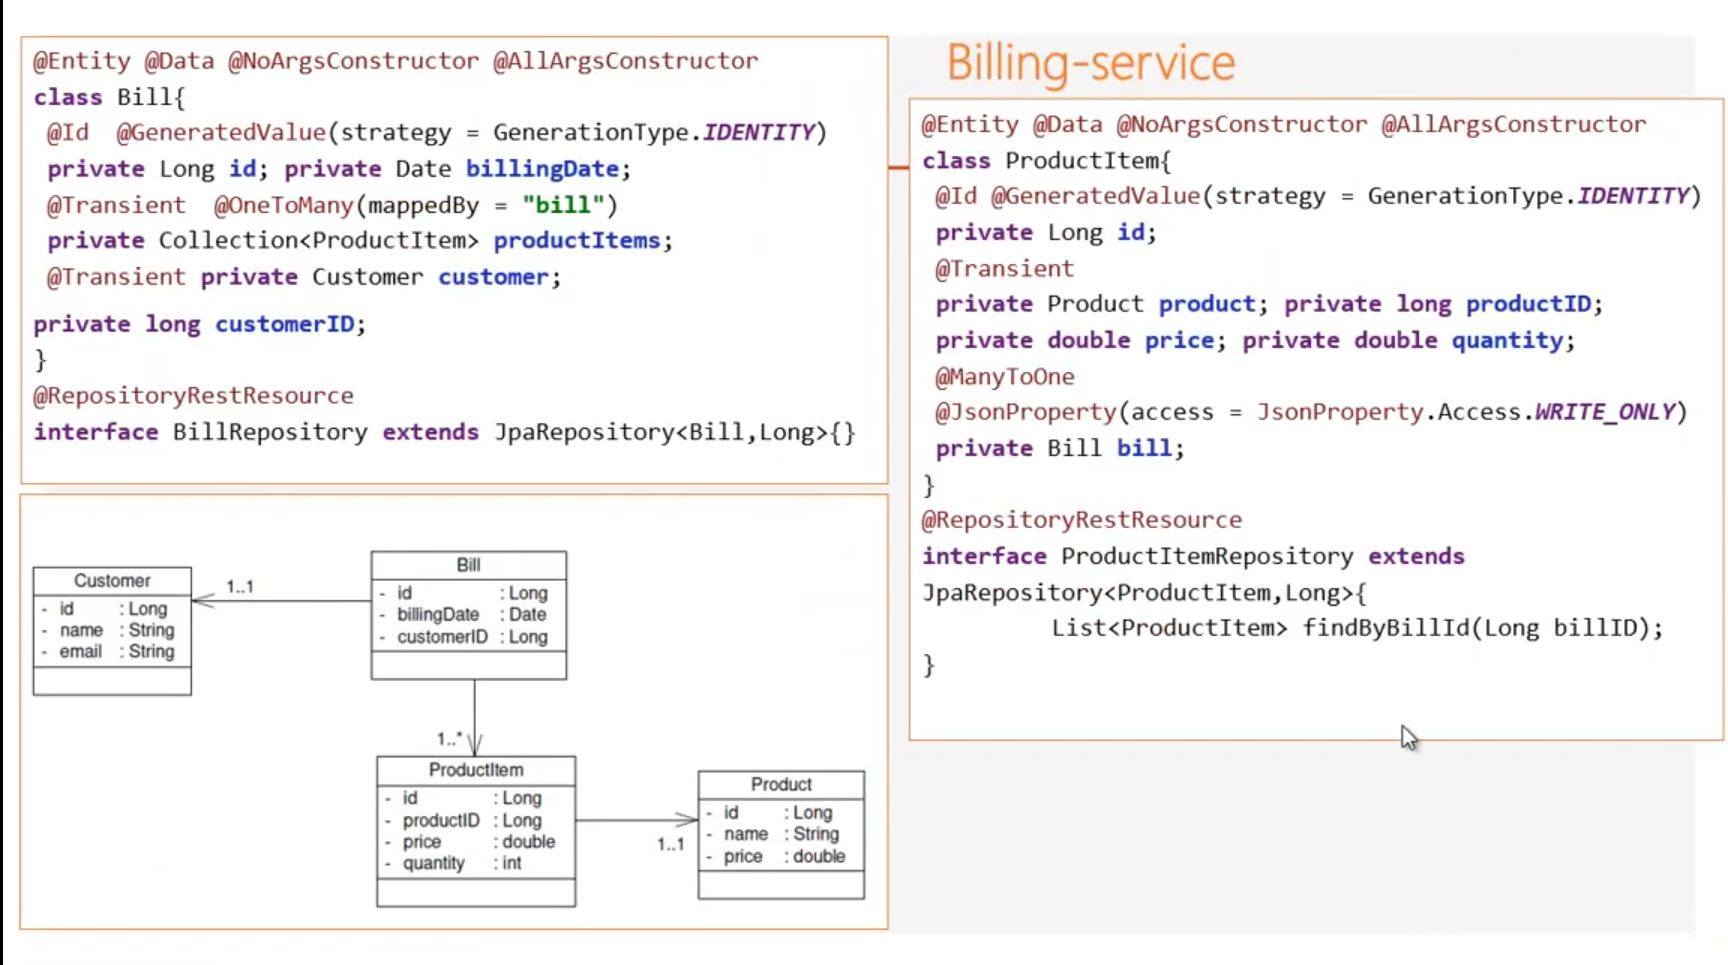 Billing-service
@Entity @Data @NoArgsConstructor @AllArgsConstructor
class Bill{
@Id @GeneratedValue(strategy = GenerationType.IDENTITY)
private Long id; private Date billingDate;
@Transient @OneToMany(mappedBy = "bill")
private Collection<ProductItem> productItems;
@Transient private Customer customer;
private long customerID;
}
@RepositoryRestResource
interface BillRepository extends JpaRepository<Bill,Long>{}
@Entity @Data @NoArgsConstructor @AllArgsConstructor
class ProductItem{
@Id @GeneratedValue(strategy = GenerationType.IDENTITY)
private Long id;
@Transient
private Product product; private long productID;
private double price; private double quantity;
@ManyToOne
@JsonProperty(access = JsonProperty.Access.WRITE_ONLY)
private Bill bill;
}
@RepositoryRestResource
interface ProductItemRepository extends
JpaRepository<ProductItem,Long>{
List<ProductItem> findByBillId(Long billID);
}
Customer
- id : Long
- name : String
- email : String
1..1
Bill
- id : Long
- billingDate : Date
- customerID : Long
1..*
ProductItem
- id : Long
- productID : Long
- price : double
- quantity : int
1..1
Product
- id : Long
- name : String
- price : double